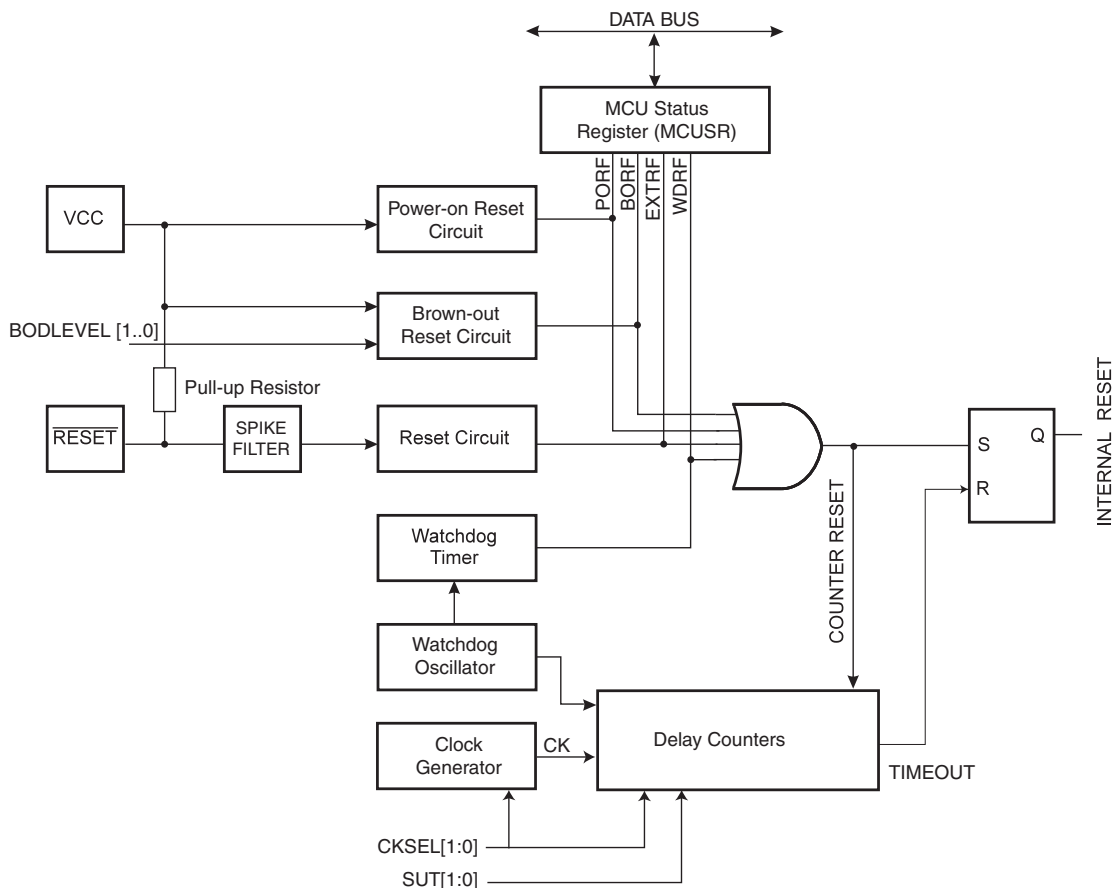 DATA BUS
MCU Status
Register (MCUSR)
PORF
BORF
EXTRF
WDRF
VCC
Power-on Reset
Circuit
BODLEVEL [1..0]
Brown-out
Reset Circuit
Pull-up Resistor
RESET
SPIKE
FILTER
Reset Circuit
S
Q
R
INTERNAL RESET
COUNTER RESET
Watchdog
Timer
Watchdog
Oscillator
Clock
Generator
CK
Delay Counters
TIMEOUT
CKSEL[1:0]
SUT[1:0]